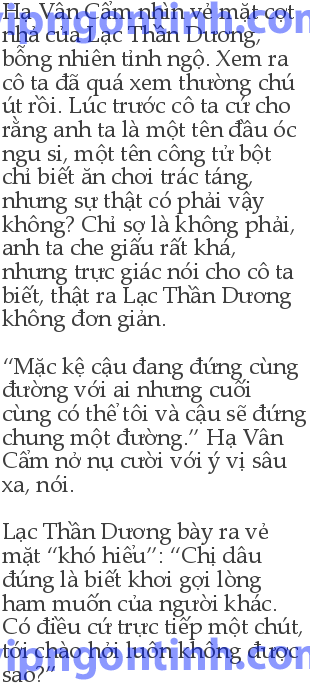 Hạ Vân Cẩm nhìn vẻ mặt cợt
nhả của Lạc Thần Dương,
bỗng nhiên tỉnh ngộ. Xem ra
cô ta đã quá xem thường chú
út rồi. Lúc trước cô ta cứ cho
rằng anh ta là một tên đầu óc
ngu si, một tên công tử bột
chỉ biết ăn chơi trác táng,
nhưng sự thật có phải vậy
không? Chỉ sợ là không phải,
anh ta che giấu rất khá,
nhưng trực giác nói cho cô ta
biết, thật ra Lạc Thần Dương
không đơn giản.
“Mặc kệ cậu đang đứng cùng
đường với ai nhưng cuối
cùng có thể tôi và cậu sẽ đứng
chung một đường.” Hạ Vân
Cẩm nở nụ cười với ý vị sâu
xa, nói.
Lạc Thần Dương bày ra vẻ
mặt “khó hiểu”: “Chị dâu
đúng là biết khơi gợi lòng
ham muốn của người khác.
Có điều cứ trực tiếp một chút,
tới chào hỏi luôn không được
sao?”
vipngontinh.com
vipngontinh.com